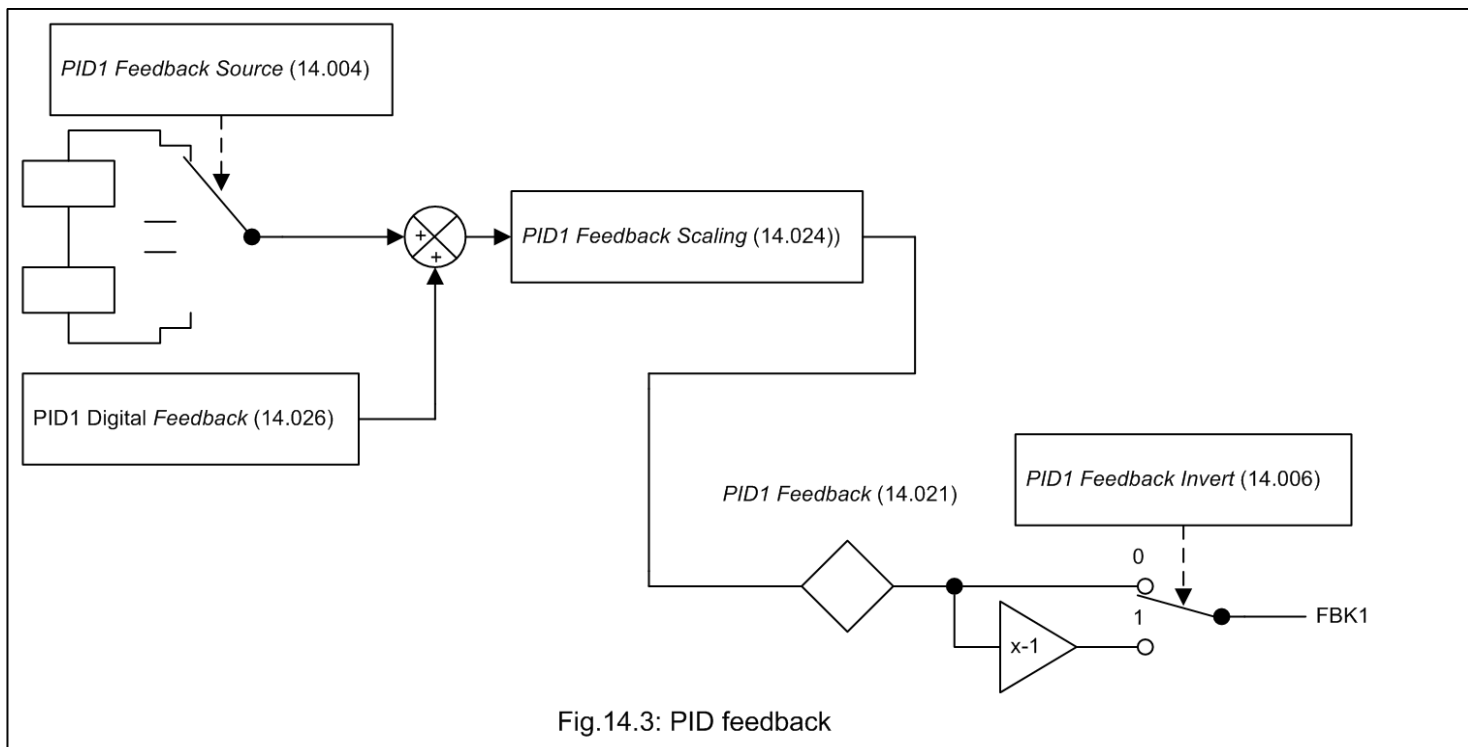 PID1 Feedback Source (14.004)
+
+
PID1 Feedback Scaling (14.024))
PID1 Digital Feedback (14.026)
PID1 Feedback (14.021)
PID1 Feedback Invert (14.006)
0
1
x-1
FBK1
Fig.14.3: PID feedback